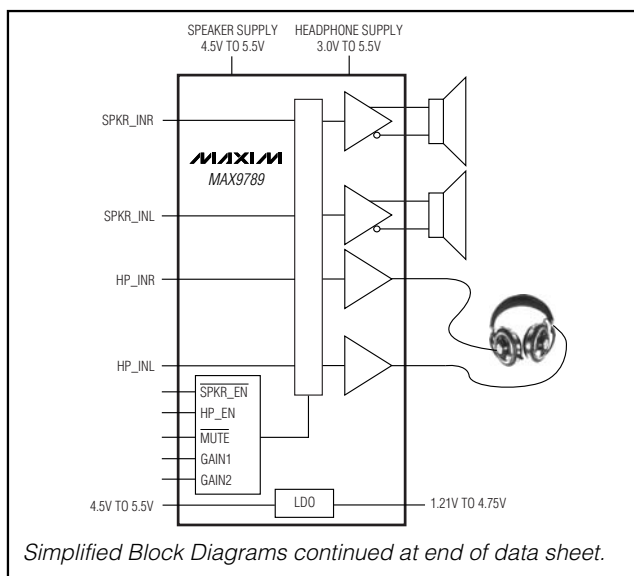 SPEAKER SUPPLY
4.5V TO 5.5V
HEADPHONE SUPPLY
3.0V TO 5.5V
SPKR_INR
MAXIM
MAX9789
SPKR_INL
HP_INR
HP_INL
SPKR_EN
HP_EN
MUTE
GAIN1
GAIN2
4.5V TO 5.5V
LDO
1.21V TO 4.75V
Simplified Block Diagrams continued at end of data sheet.